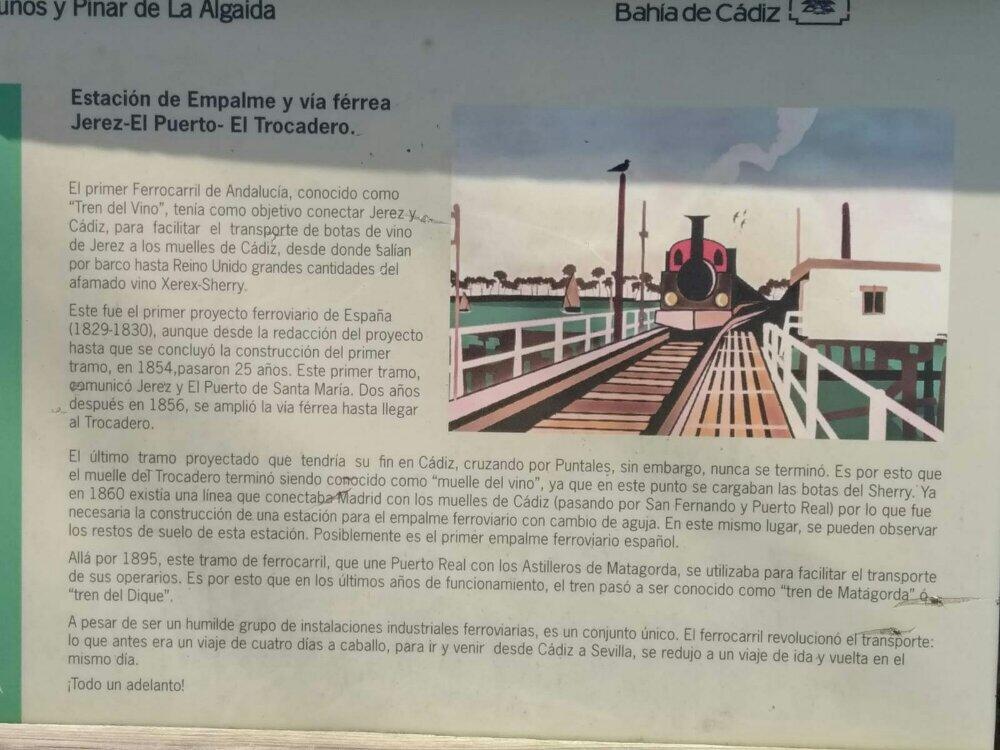 y Pinar de La Algaida
Bahía de Cádiz
Estación de Empalme y vía férrea
Jerez-El Puerto- El Trocadero.
El primer Ferrocarril de Andalucía, conocido como
“Tren del Vino”, tenía como objetivo conectar Jerez y
Cádiz, para facilitar el transporte de botas de vino
de Jerez a los muelles de Cádiz, desde donde salían
por barco hasta Reino Unido grandes cantidades del
afamado vino Xerex-Sherry.
Este fue el primer proyecto ferroviario de España
(1829-1830), aunque desde la redacción del proyecto
hasta que se concluyó la construcción del primer
tramo, en 1854,pasaron 25 años. Este primer tramo,
comunicó Jerez y El Puerto de Santa María. Dos años
después en 1856, se amplió la vía férrea hasta llegar
al Trocadero.
El último tramo proyectado que tendría su fin en Cádiz, cruzando por Puntales, sin embargo, nunca se terminó. Es por esto que
el muelle del Trocadero terminó siendo conocido como “muelle del vino”, ya que en este punto se cargaban las botas del Sherry. Ya
en 1860 existía una línea que conectaba Madrid con los muelles de Cádiz (pasando por San Fernando y Puerto Real) por lo que fue
necesaria la construcción de una estación para el empalme ferroviario con cambio de aguja. En este mismo lugar, se pueden observar
los restos de suelo de esta estación. Posiblemente es el primer empalme ferroviario español.
Allá por 1895, este tramo de ferrocarril, que une Puerto Real con los Astilleros de Matagorda, se utilizaba para facilitar el transporte
de sus operarios. Es por esto que en los últimos años de funcionamiento, el tren pasó a ser conocido como “tren de Matagorda” ó
“tren del Dique”.
A pesar de ser un humilde grupo de instalaciones industriales ferroviarias, es un conjunto único. El ferrocarril revolucionó el transporte:
lo que antes era un viaje de cuatro días a caballo, para ir y venir desde Cádiz a Sevilla, se redujo a un viaje de ida y vuelta en el
mismo día.
¡Todo un adelanto!